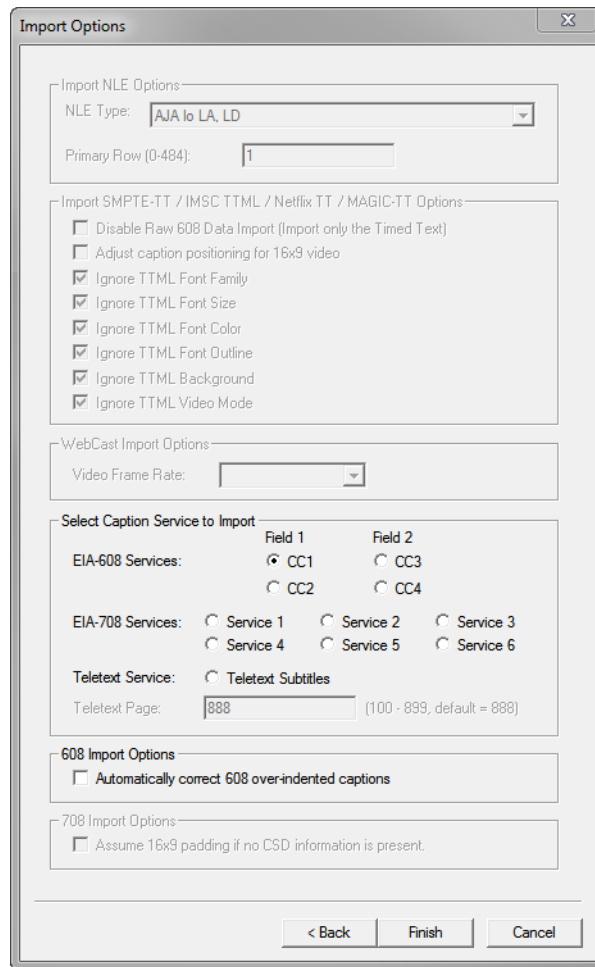 Import Options
Import NLE Options
NLE Type: AJA Io LA, LD
Primary Row (0-484): 1
Import SMPTE-TT / IMSC TTML / Netflix TT / MAGIC-TT Options
Disable Raw 608 Data Import (Import only the Timed Text)
Adjust caption positioning for 16x9 video
Ignore TTML Font Family
Ignore TTML Font Size
Ignore TTML Font Color
Ignore TTML Font Outline
Ignore TTML Background
Ignore TTML Video Mode
WebCast Import Options
Video Frame Rate:
Select Caption Service to Import
Field 1 Field 2
EIA-608 Services: CC1 CC3
CC2 CC4
EIA-708 Services: Service 1 Service 2 Service 3
Service 4 Service 5 Service 6
Teletext Service: Teletext Subtitles
Teletext Page: 888 (100 - 899, default = 888)
608 Import Options
Automatically correct 608 over-indented captions
708 Import Options
Assume 16x9 padding if no CSD information is present.
< Back Finish Cancel